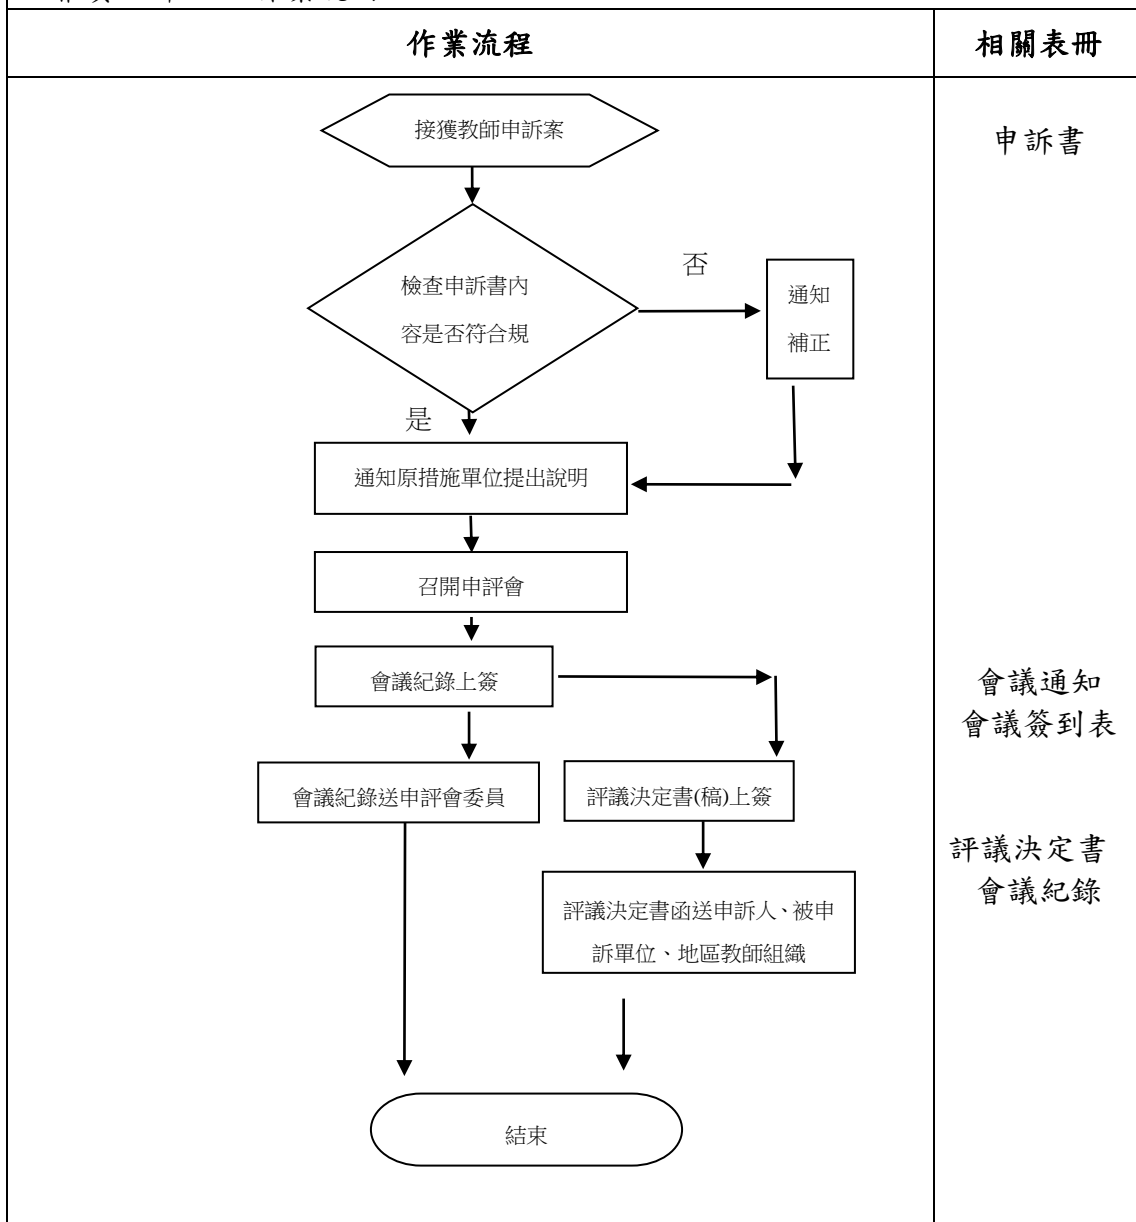 作業流程
相關表冊
接獲教師申訴案
申訴書
檢查申訴書內
容是否符合規
否
通知
補正
是
通知原措施單位提出說明
召開申評會
會議紀錄上簽
會議通知
會議簽到表
會議紀錄送申評會委員
評議決定書(稿)上簽
評議決定書
會議紀錄
評議決定書函送申訴人、被申
訴單位、地區教師組織
結束